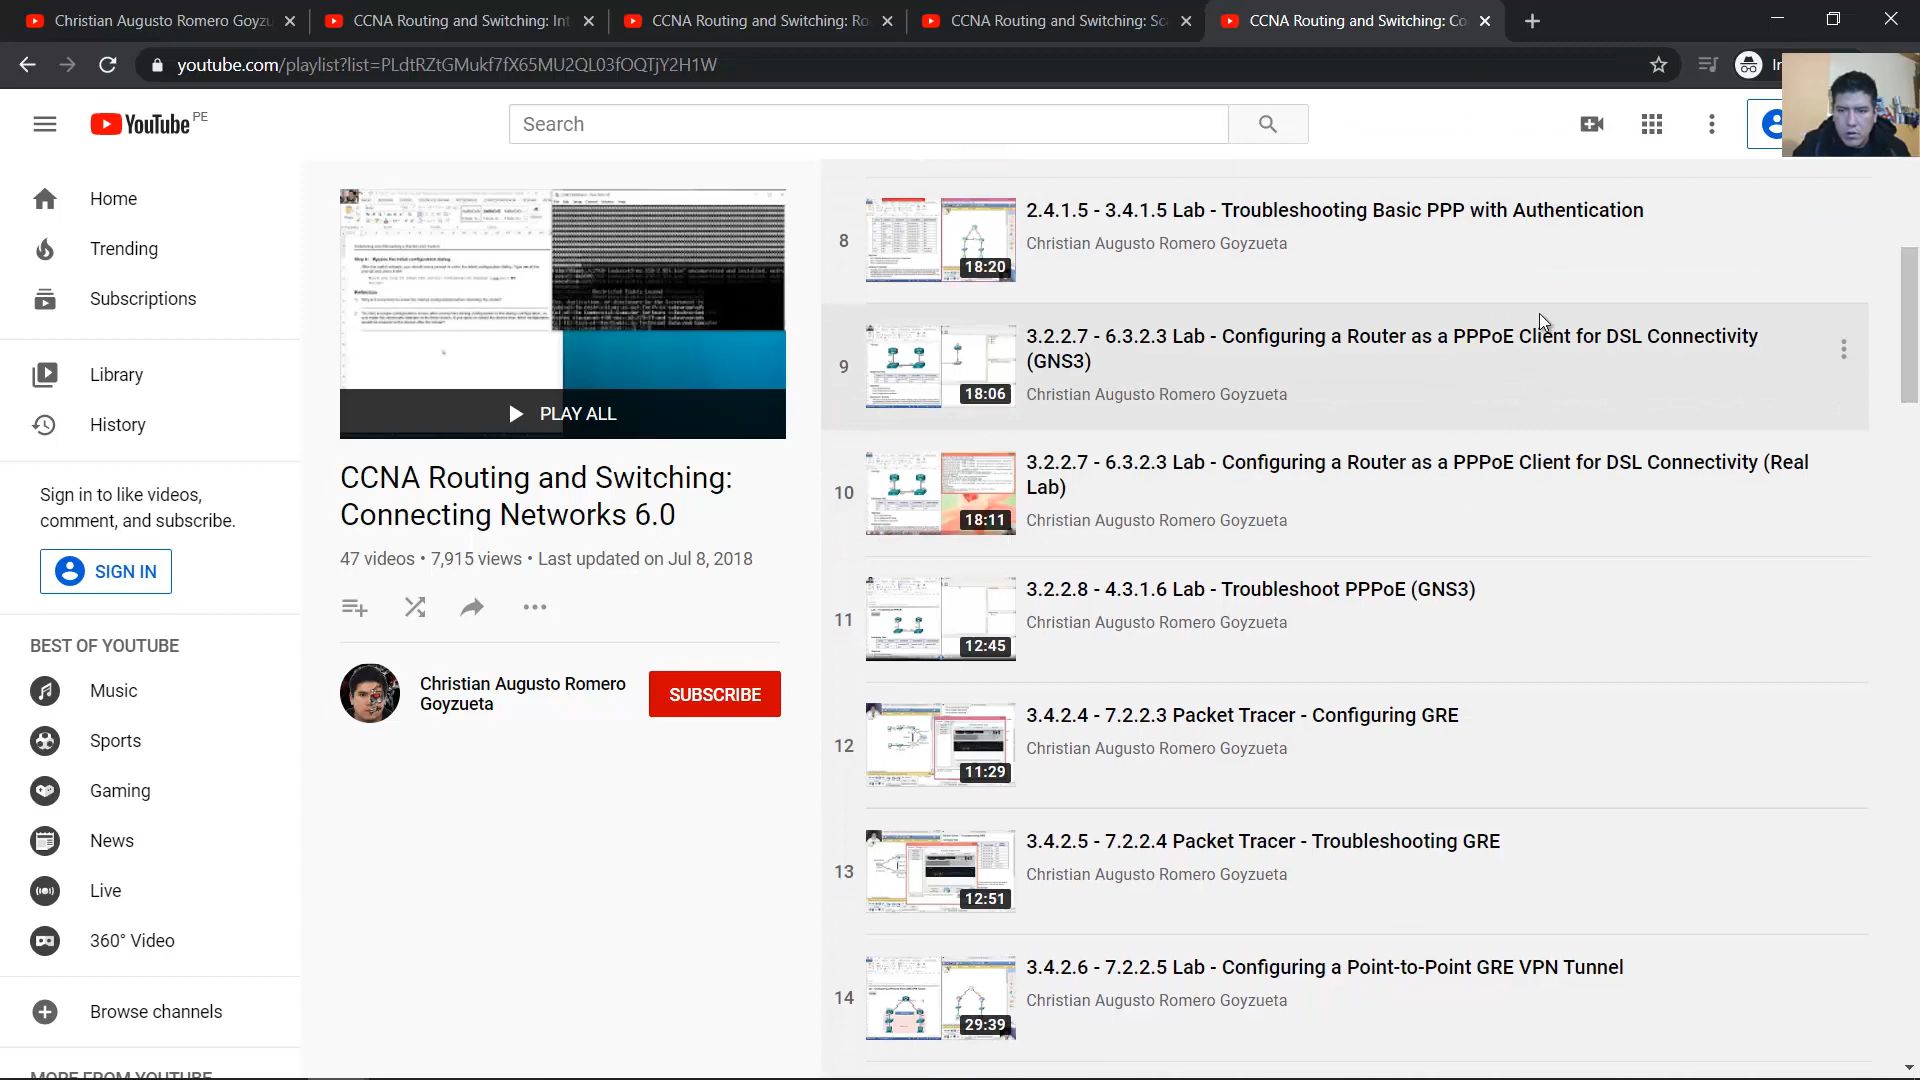 Christian Augusto Romero Goyzu
CCNA Routing and Switching: Int
CCNA Routing and Switching: Ro
CCNA Routing and Switching: Sc
CCNA Routing and Switching: Co
youtube.com/playlist?list=PLdtRZtGMukf7fX65MU2QL03fOQTjY2H1W
YouTube PE
Search
Home
Trending
Subscriptions
Library
History
Sign in to like videos,
comment, and subscribe.
SIGN IN
BEST OF YOUTUBE
Music
Sports
Gaming
News
Live
360° Video
Browse channels
MORE FROM YOUTUBE
PLAY ALL
CCNA Routing and Switching:
Connecting Networks 6.0
47 videos • 7,915 views • Last updated on Jul 8, 2018
Christian Augusto Romero
Goyzueta
SUBSCRIBE
8
18:20
2.4.1.5 - 3.4.1.5 Lab - Troubleshooting Basic PPP with Authentication
Christian Augusto Romero Goyzueta
9
18:06
3.2.2.7 - 6.3.2.3 Lab - Configuring a Router as a PPPoE Client for DSL Connectivity
(GNS3)
Christian Augusto Romero Goyzueta
10
18:11
3.2.2.7 - 6.3.2.3 Lab - Configuring a Router as a PPPoE Client for DSL Connectivity (Real
Lab)
Christian Augusto Romero Goyzueta
11
12:45
3.2.2.8 - 4.3.1.6 Lab - Troubleshoot PPPoE (GNS3)
Christian Augusto Romero Goyzueta
12
11:29
3.4.2.4 - 7.2.2.3 Packet Tracer - Configuring GRE
Christian Augusto Romero Goyzueta
13
12:51
3.4.2.5 - 7.2.2.4 Packet Tracer - Troubleshooting GRE
Christian Augusto Romero Goyzueta
14
29:39
3.4.2.6 - 7.2.2.5 Lab - Configuring a Point-to-Point GRE VPN Tunnel
Christian Augusto Romero Goyzueta